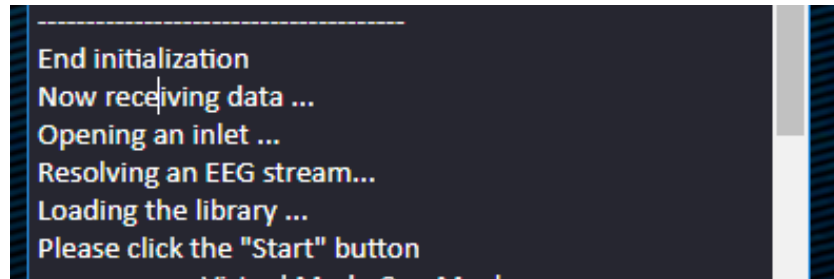 --------------------------------------
End initialization
Now receiving data ...
Opening an inlet ...
Resolving an EEG stream...
Loading the library ...
Please click the "Start" button